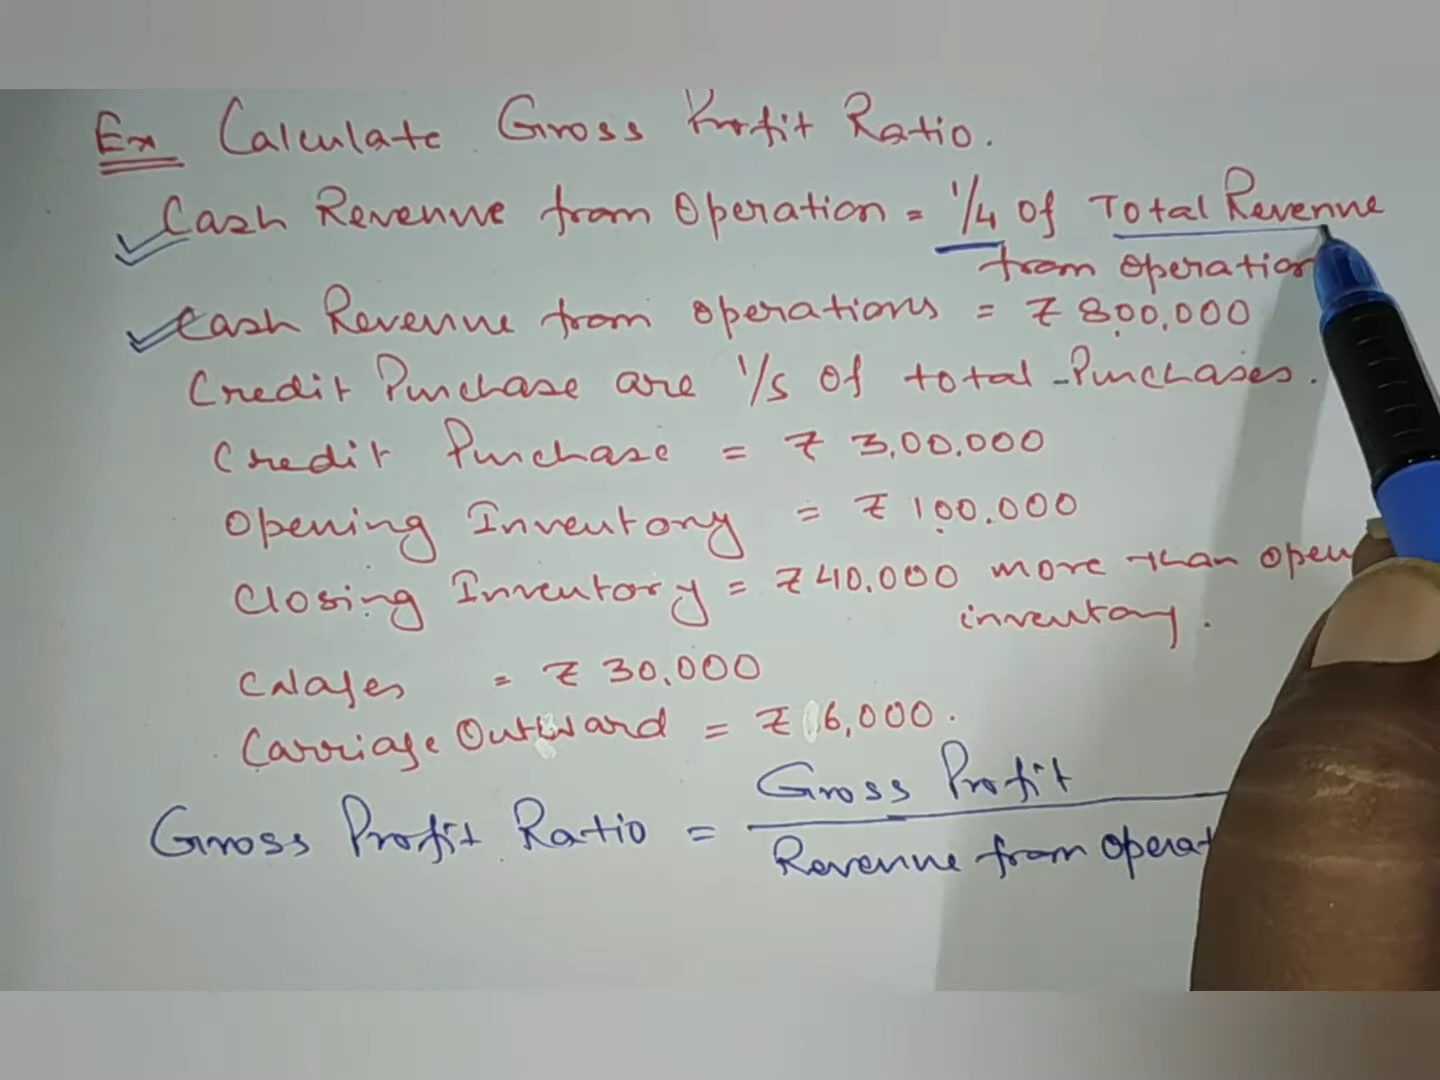 Ex Calculate Gross Profit Ratio.
Cash Revenue from Operation = 1/4 Of Total Revenue
from operation
Cash Revenue from operations = ₹ 800,000
Credit Purchase are 1/5 Of total Purchases.
Credit Purchase = ₹ 3,00,000
Opening Inventory = ₹ 100,000
Closing Inventory = ₹ 40,000 more than open
inventory.
= ₹ 30,000
Carriage Outward = ₹ 6,000.
Gross Profit Ratio = Gross Profit
Revenue from operat